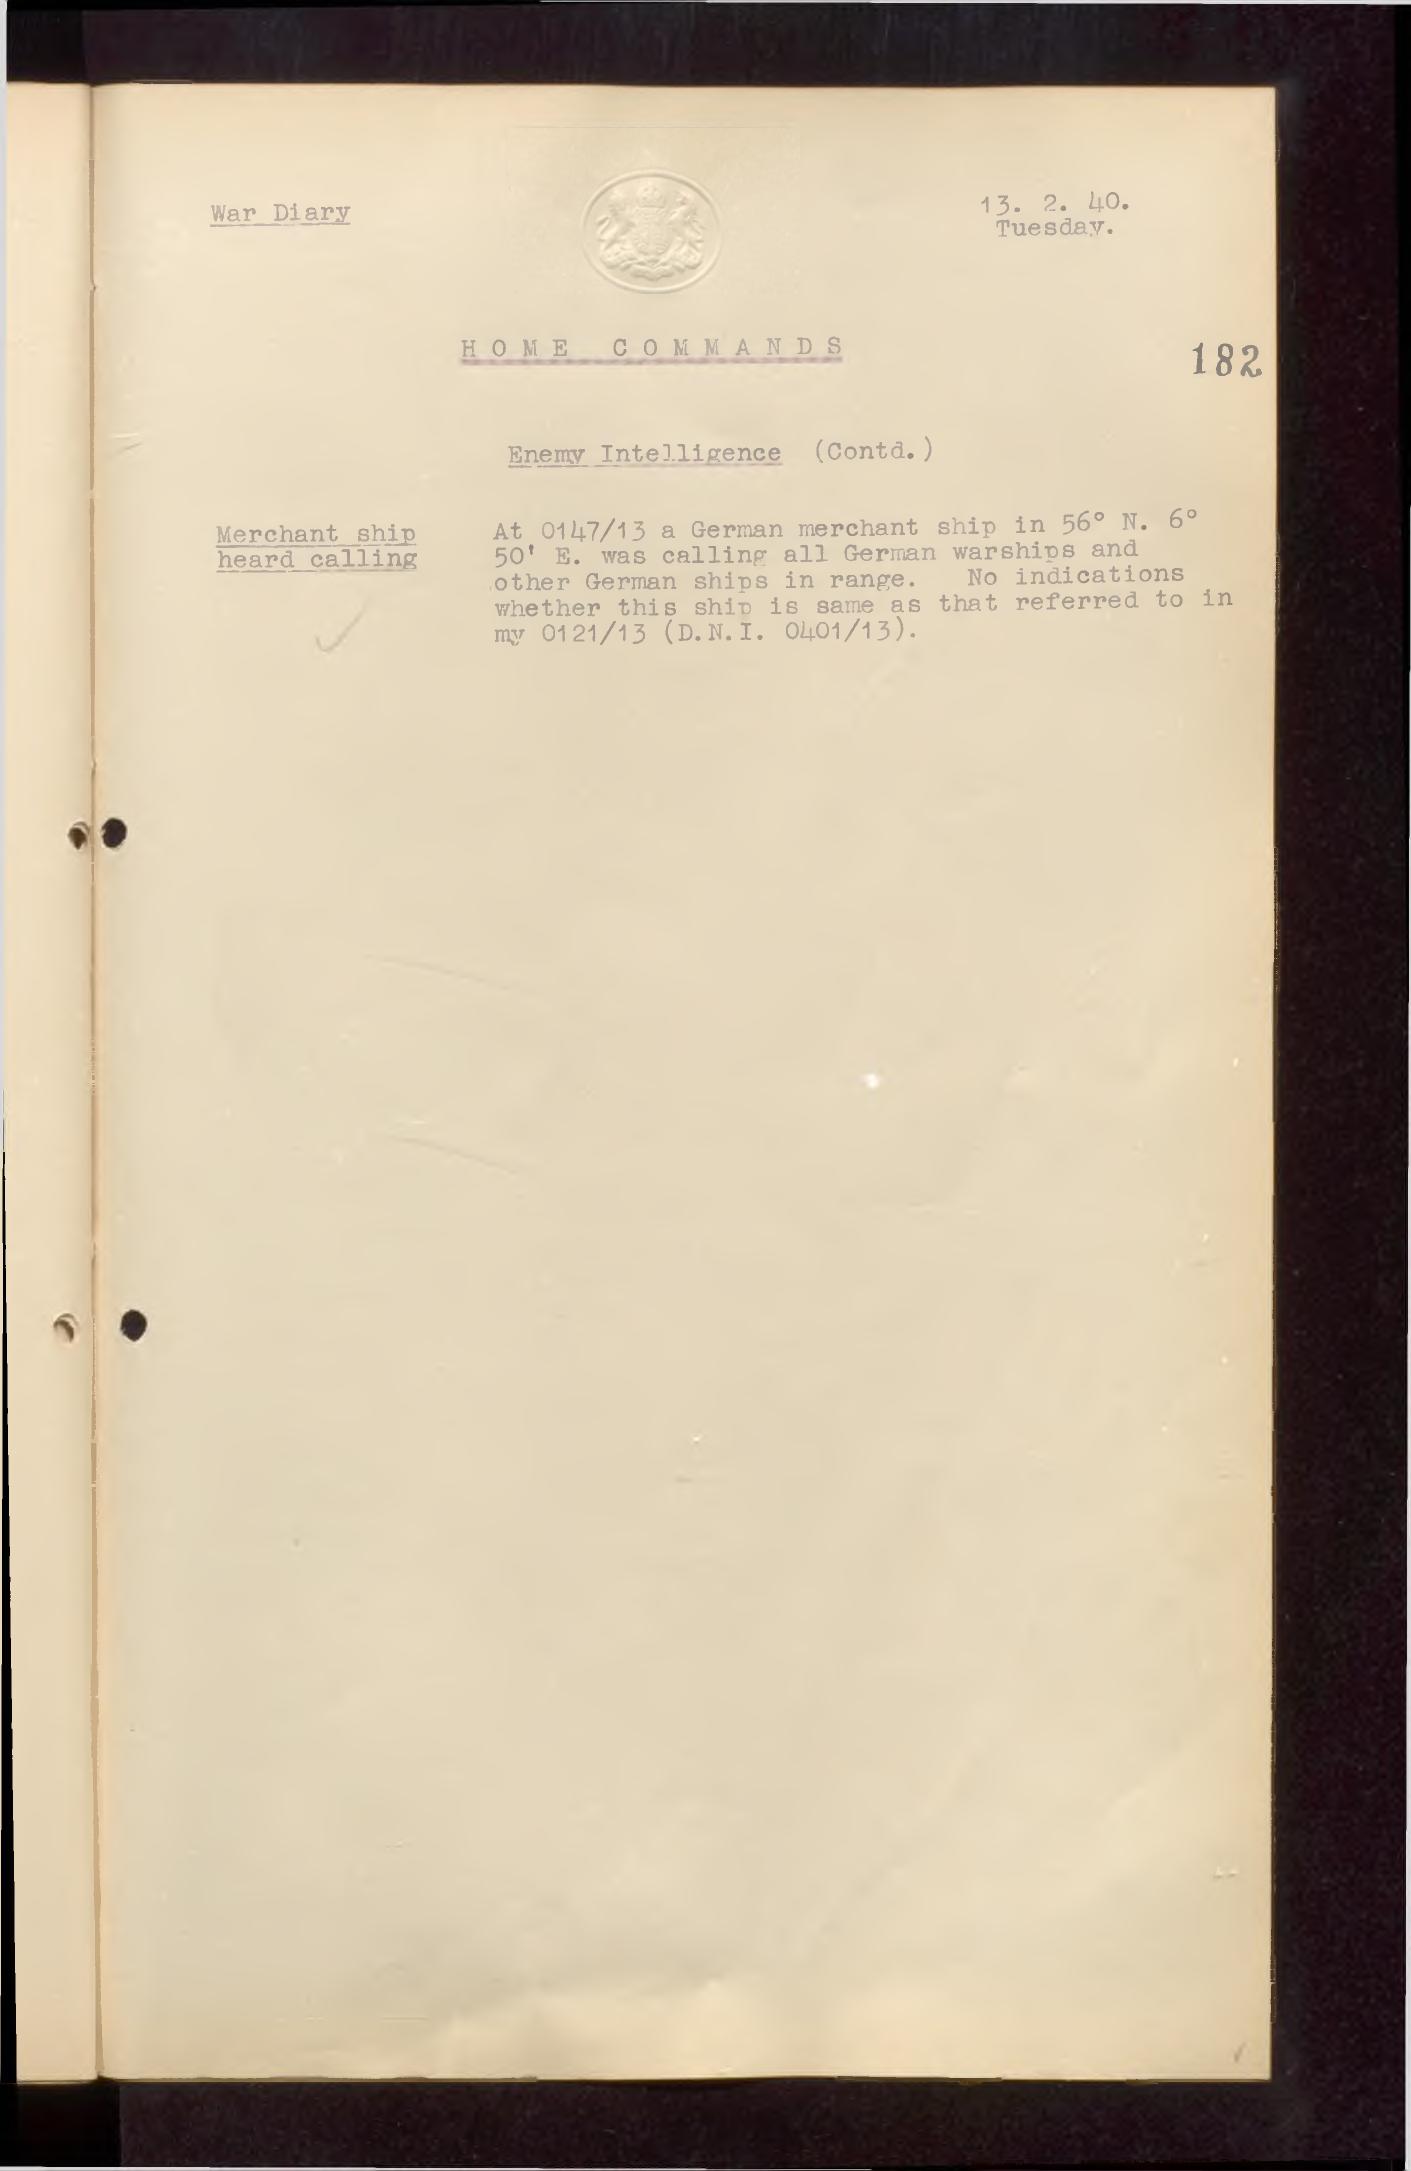 War Diary
13. 2. 40.
Tuesday.
HOME COMMANDS
182
Enemy Intelligence (Contd.)
Merchant ship
heard calling
At 0147/13 a German merchant ship in 56° N. 6°
50' E. was calling all German warships and
other German ships in range. No indications
whether this ship is same as that referred to in
my 0121/13 (D.N.I. 0401/13).